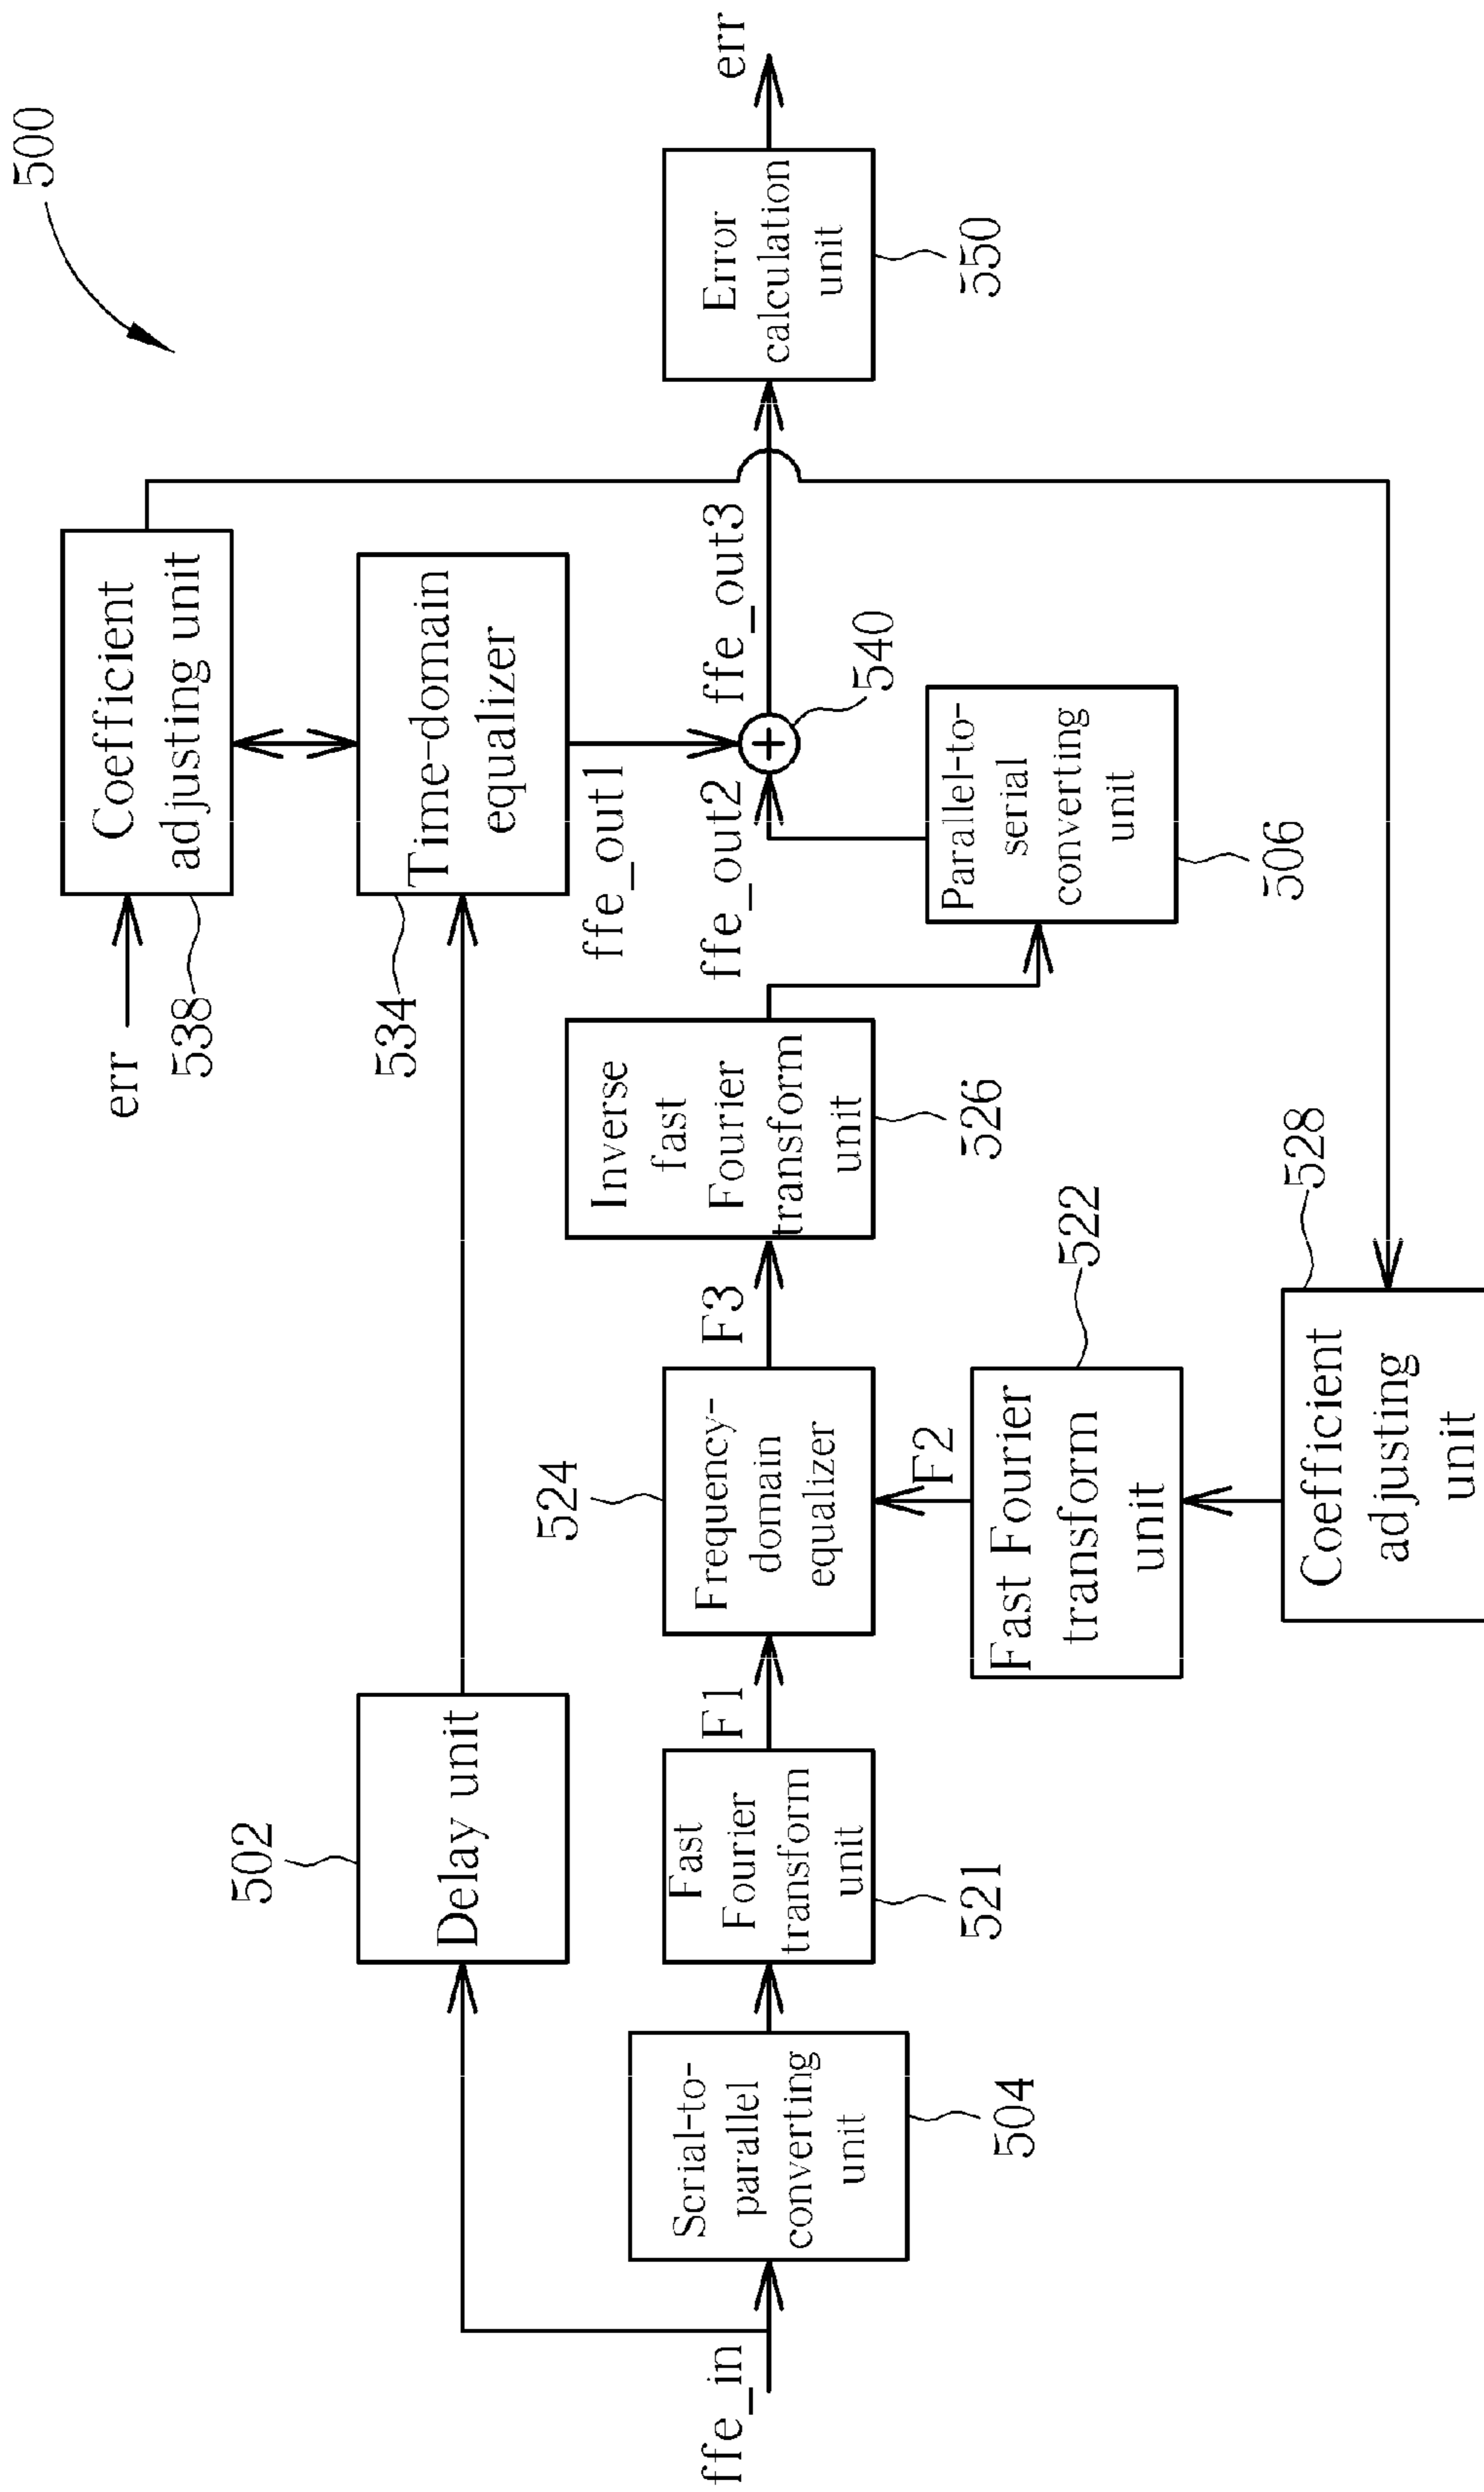 500
err
538
Coefficient
adjusting unit
502
Delay unit
534
Time-domain
equalizer
ffe_out1
ffe_in
Serial-to-
parallel
converting
unit
504
Fast
Fourier
transform
unit
521
F1
524
Frequency-
domain
equalizer
F3
Inverse
fast
Fourier
transform
unit
526
ffe_out2
ffe_out3
540
Error
calculation
unit
550
err
F2
Fast Fourier
transform
unit
522
Parallel-to-
serial
converting
unit
506
Coefficient
adjusting
unit
528